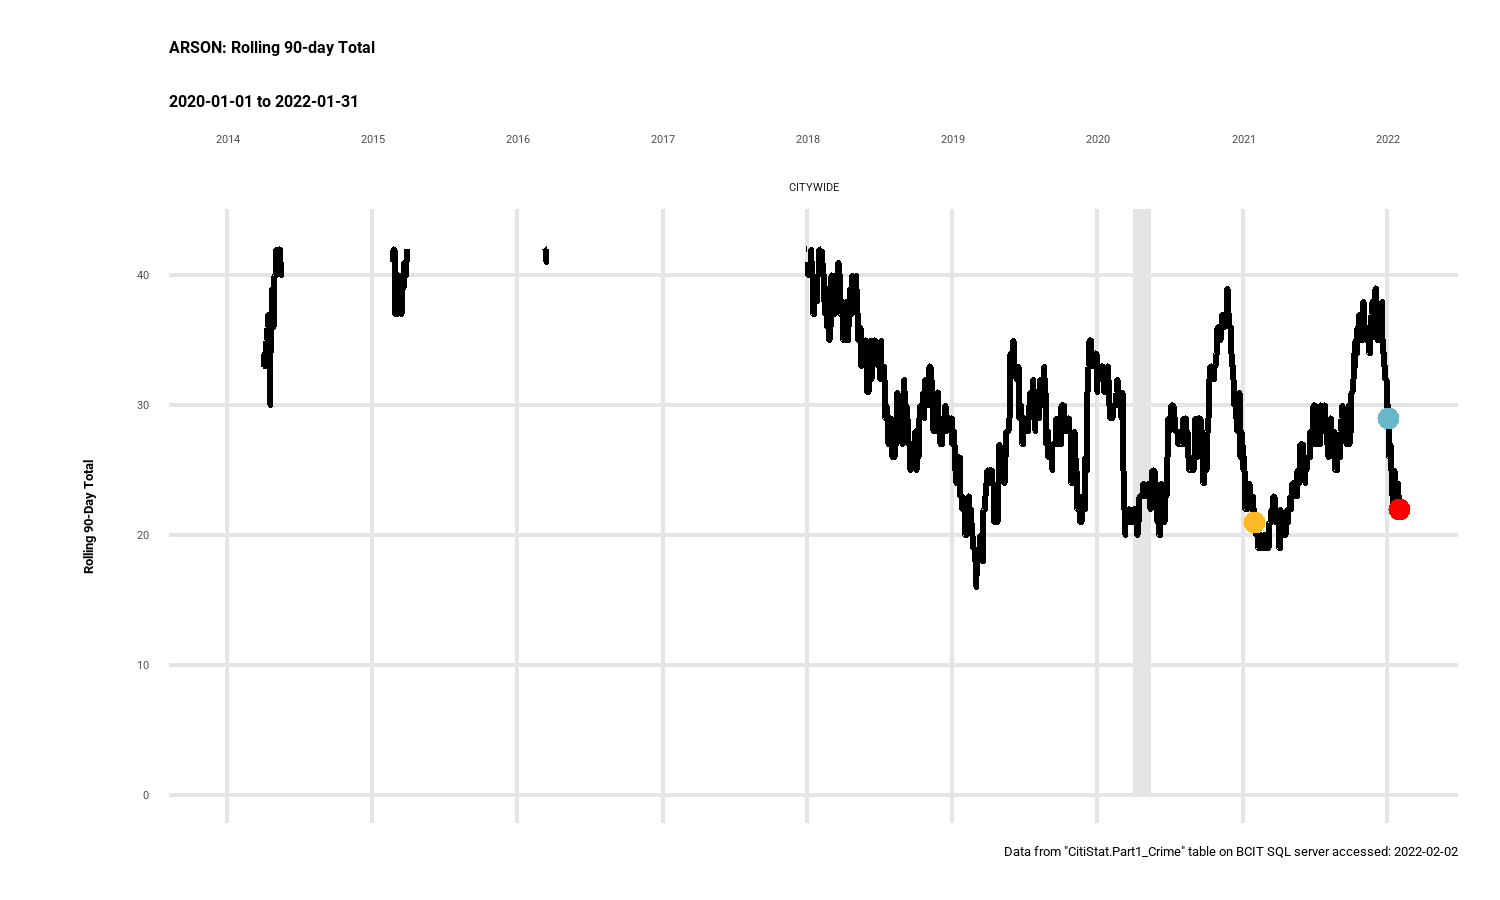 ARSON: Rolling 90-day Total
2020-01-01 to 2022-01-31
2014 2015 2016 2017 2018 2019 2020 2021 2022
CITYWIDE
40
30
20
10
0
Rolling 90-Day Total
Data from "CitiStat.Part1_Crime" table on BCIT SQL server accessed: 2022-02-02